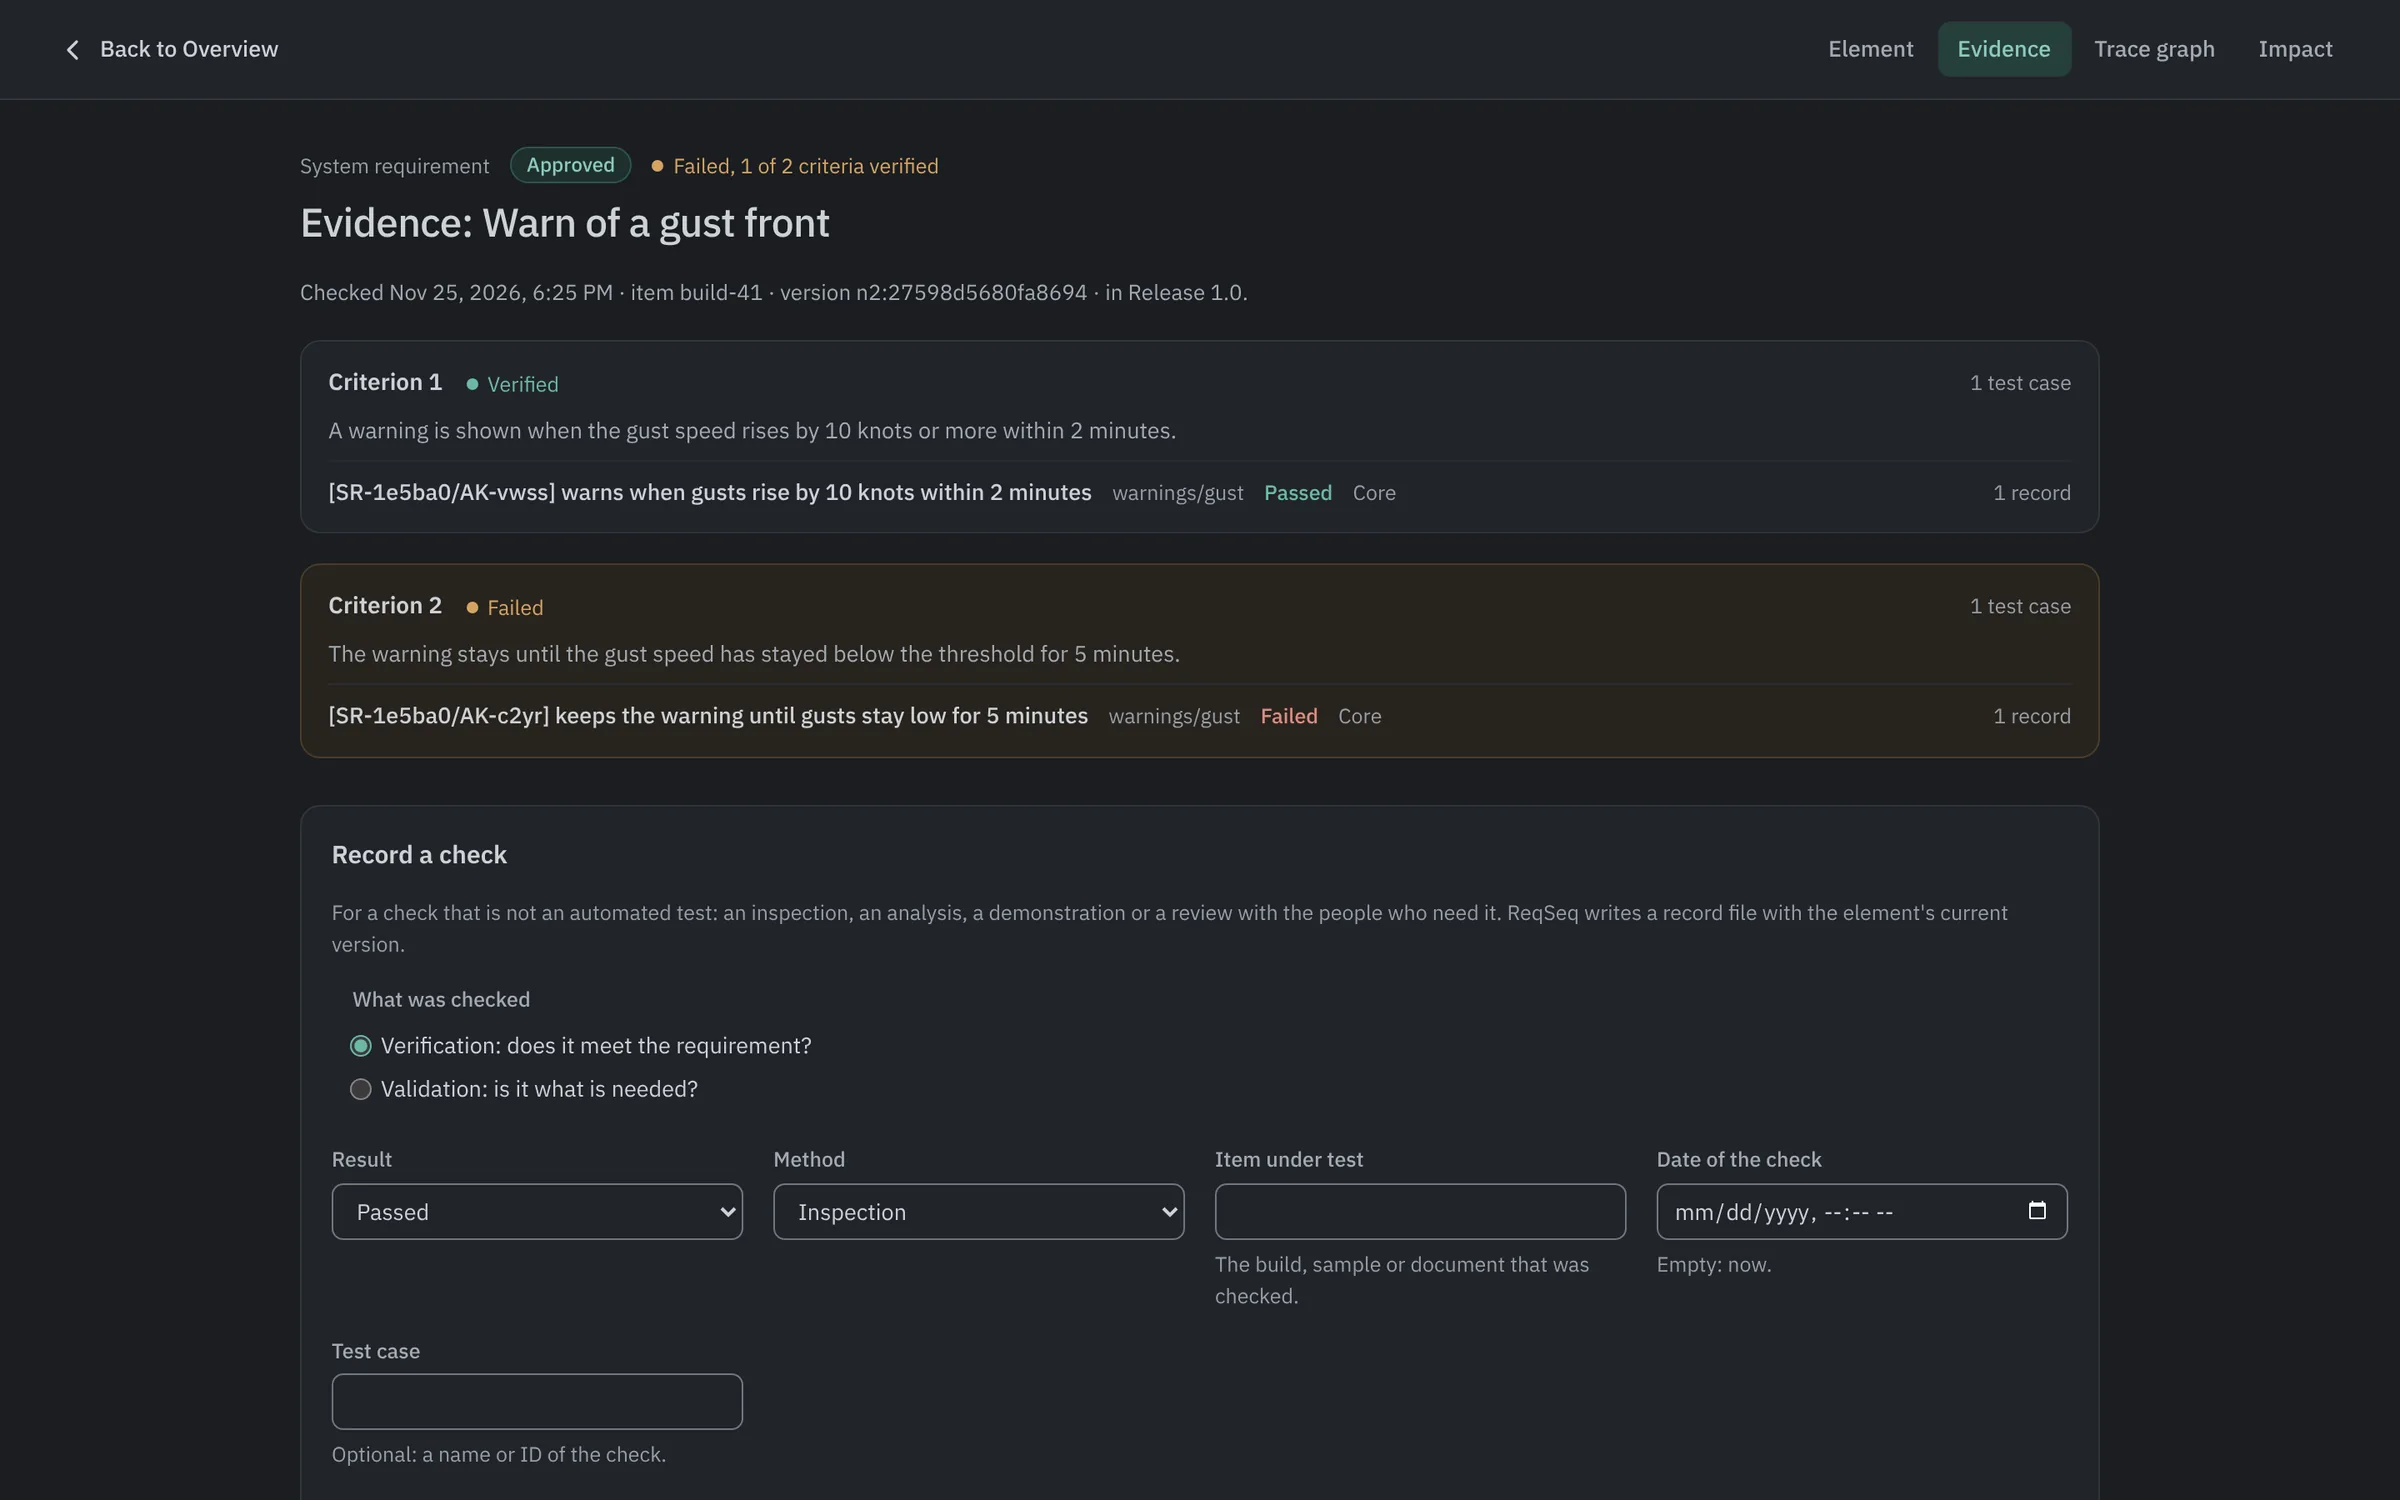 Back to Overview
Element
Evidence
Trace graph
Impact
System requirement Approved Failed, 1 of 2 criteria verified
Evidence: Warn of a gust front
Checked Nov 25, 2026, 6:25 PM · item build-41 · version n2:27598d5680fa8694 · in Release 1.0.
Criterion 1 Verified 1 test case
A warning is shown when the gust speed rises by 10 knots or more within 2 minutes.
[SR-1e5ba0/AK-vwss] warns when gusts rise by 10 knots within 2 minutes warnings/gust Passed Core 1 record
Criterion 2 Failed 1 test case
The warning stays until the gust speed has stayed below the threshold for 5 minutes.
[SR-1e5ba0/AK-c2yr] keeps the warning until gusts stay low for 5 minutes warnings/gust Failed Core 1 record
Record a check
For a check that is not an automated test: an inspection, an analysis, a demonstration or a review with the people who need it. ReqSeq writes a record file with the element's current
version.
What was checked
Verification: does it meet the requirement?
Validation: is it what is needed?
Result
Passed
Method
Inspection
Item under test
The build, sample or document that was
checked.
Date of the check
mm/dd/yyyy, --:-- --
Empty: now.
Test case
Optional: a name or ID of the check.